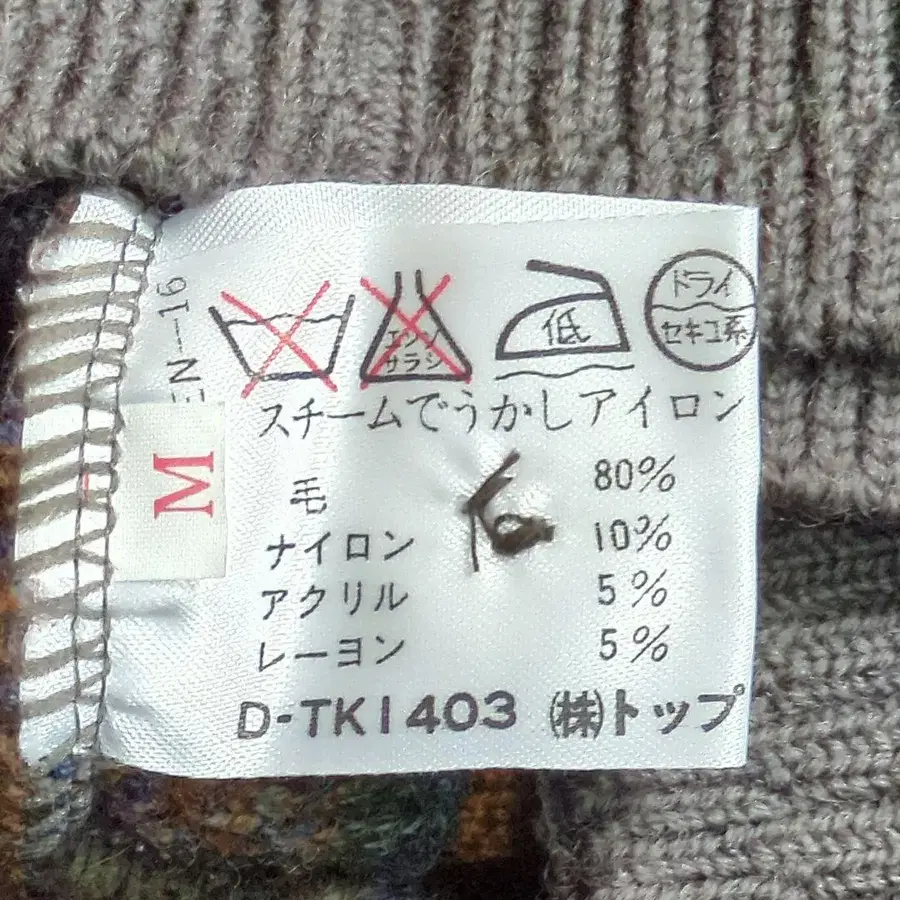 ドライ
セキユ系
エンソ
サラシ
低
スチームでうかしアイロン
毛 80%
ナイロン 10%
アクリル 5%
レーヨン 5%
D-TK1403 (株)トップ
M
EN-16